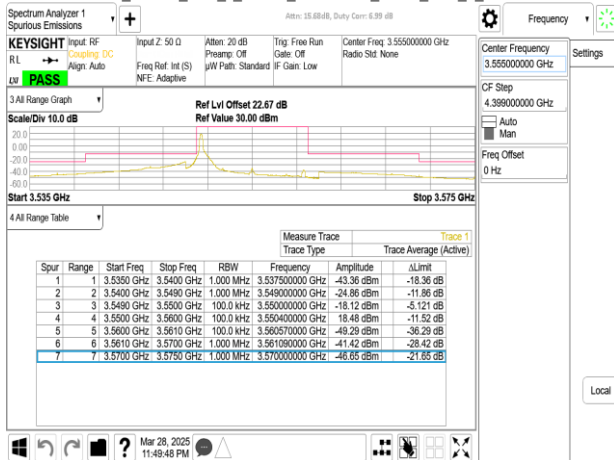 Spectrum Analyzer 1
Spurious Emissions
Attn: 15.68dB, Duty Corr: 6.99 dB
Frequency
KEYSIGHT
Input: RF
Coupling: DC
Align: Auto
Input Z: 50 Ω
Freq Ref: Int (S)
NFE: Adaptive
Atten: 20 dB
Preamp: Off
µW Path: Standard
Trig: Free Run
Gate: Off
IF Gain: Low
Center Freq: 3.555000000 GHz
Radio Std: None
RL
LXI
PASS
Center Frequency
3.555000000 GHz
Settings
CF Step
4.399000000 GHz
Auto
Man
Freq Offset
0 Hz
3 All Range Graph
Scale/Div 10.0 dB
Ref Lvl Offset 22.67 dB
Ref Value 30.00 dBm
20.0
0.00
-20.0
-40.0
-60.0
Start 3.535 GHz
Stop 3.575 GHz
4 All Range Table
Measure Trace Trace 1
Trace Type Trace Average (Active)
Spur Range Start Freq Stop Freq RBW Frequency Amplitude ΔLimit
1 1 3.5350 GHz 3.5400 GHz 1.000 MHz 3.537500000 GHz -43.36 dBm -18.36 dB
2 2 3.5400 GHz 3.5490 GHz 1.000 MHz 3.549000000 GHz -24.86 dBm -11.86 dB
3 3 3.5490 GHz 3.5500 GHz 100.0 kHz 3.550000000 GHz -18.12 dBm -5.121 dB
4 4 3.5500 GHz 3.5600 GHz 100.0 kHz 3.550400000 GHz 18.48 dBm -11.52 dB
5 5 3.5600 GHz 3.5610 GHz 100.0 kHz 3.560570000 GHz -49.29 dBm -36.29 dB
6 6 3.5610 GHz 3.5700 GHz 1.000 MHz 3.561090000 GHz -41.42 dBm -28.42 dB
7 7 3.5700 GHz 3.5750 GHz 1.000 MHz 3.570000000 GHz -46.65 dBm -21.65 dB
Local
?
Mar 28, 2025
11:49:48 PM